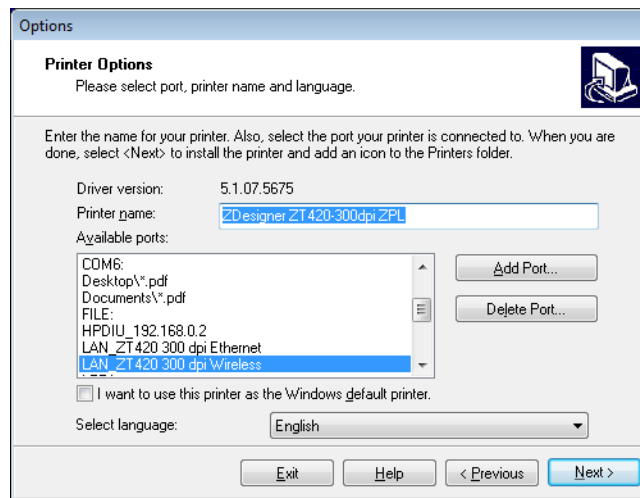 Options
Printer Options
Please select port, printer name and language.
Enter the name for your printer. Also, select the port your printer is connected to. When you are
done, select <Next> to install the printer and add an icon to the Printers folder.
Driver version: 5.1.07.5675
Printer name: ZDesigner ZT420-300dpi ZPL
Available ports:
COM6:
Desktop\*.pdf
Documents\*.pdf
FILE:
HPDIU_192.168.0.2
LAN_ZT420 300 dpi Ethernet
LAN_ZT420 300 dpi Wireless
Add Port...
Delete Port...
I want to use this printer as the Windows default printer.
Select language: English
Exit Help < Previous Next >